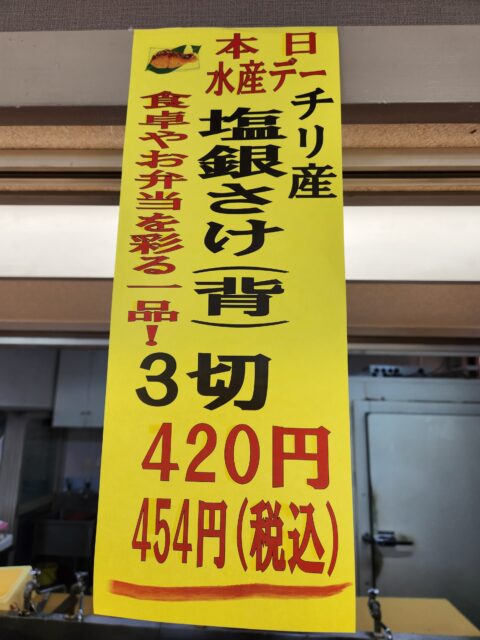 本日
水産デー
チリ産
塩銀さけ(背)
食卓やお弁当を彩る一品!
3切
420円
454円(税込)